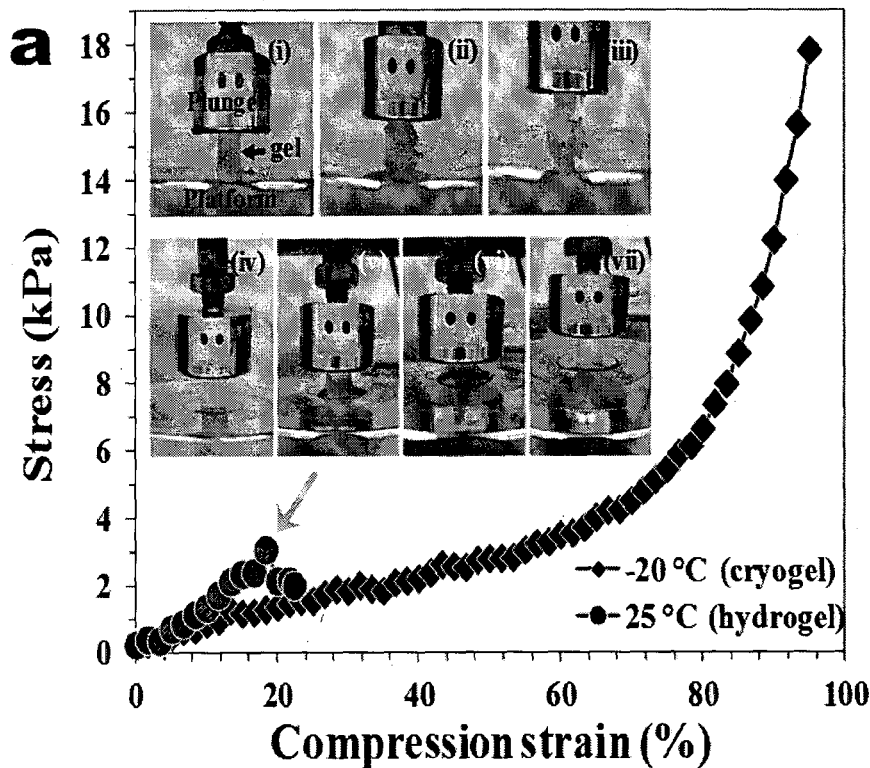 a
18
16
14
12
10
8
6
4
2
0
Stress (kPa)
(i)
(ii)
(iii)
Plunge
gel
Platform
(iv)
(vii)
-20 °C (cryogel)
25 °C (hydrogel)
0
20
40
60
80
100
Compression strain (%)